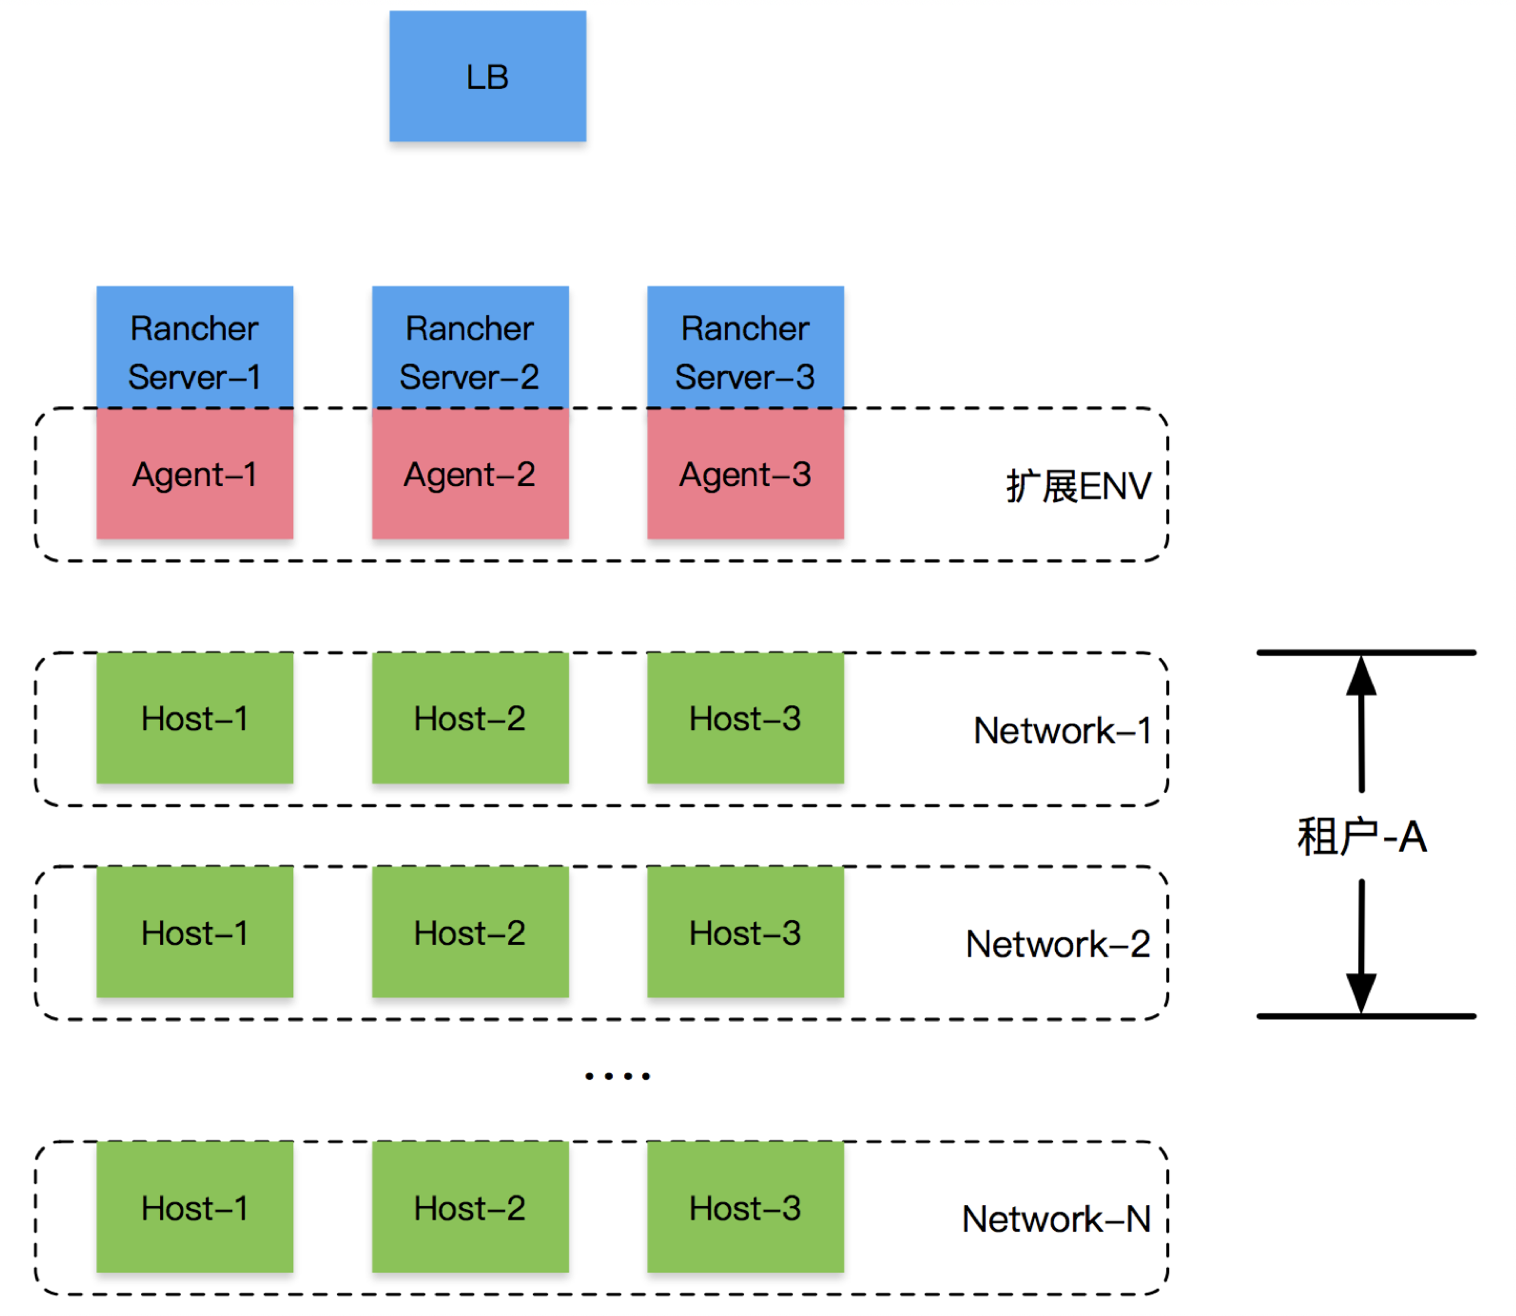 LB
Rancher
Server-1
Rancher
Server-2
Rancher
Server-3
Agent-1
Agent-2
Agent-3
扩展ENV
Host-1
Host-2
Host-3
Network-1
租户-A
Host-1
Host-2
Host-3
Network-2
....
Host-1
Host-2
Host-3
Network-N